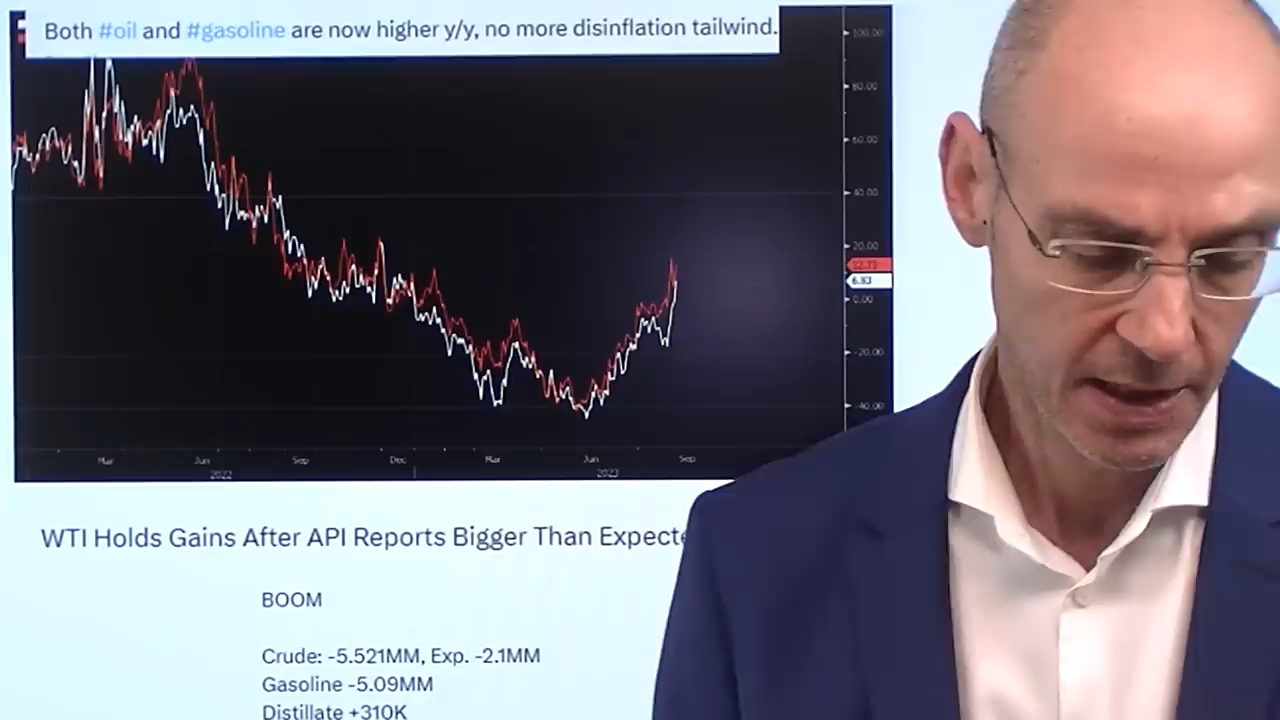 Both #oil and #gasoline are now higher y/y, no more disinflation tailwind.
100.00
80.00
60.00
40.00
20.00
12.73
6.83
0.00
-20.00
-40.00
Mar Jun Sep Dec Mar Jun Sep
2022 2023
WTI Holds Gains After API Reports Bigger Than
BOOM
Crude: -5.521MM, Exp. -2.1MM
Gasoline -5.09MM
Distillate +310K